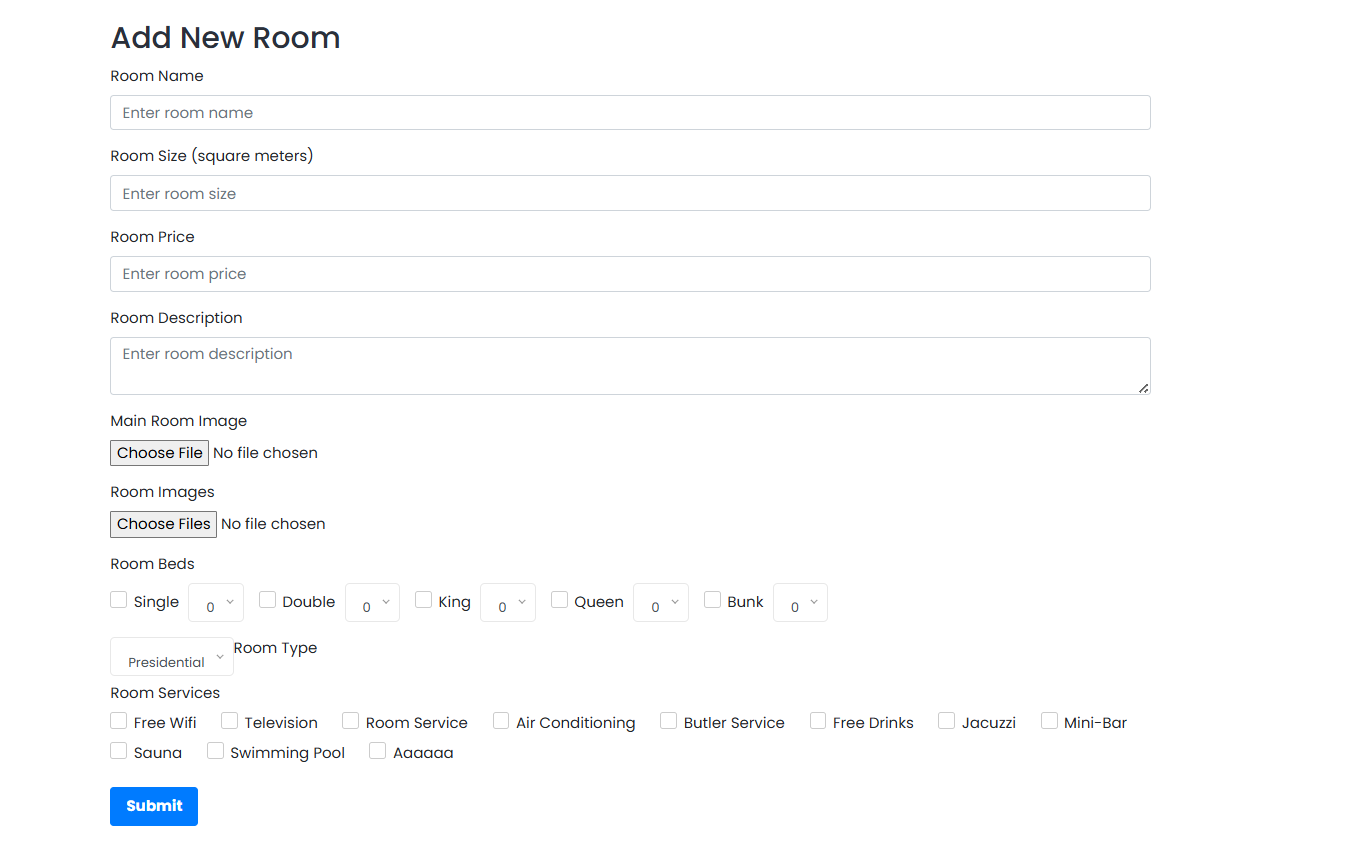 Add New Room
Room Name
Enter room name
Room Size (square meters)
Enter room size
Room Price
Enter room price
Room Description
Enter room description
Main Room Image
Choose File No file chosen
Room Images
Choose Files No file chosen
Room Beds
Single 0 Double 0 King 0 Queen 0 Bunk 0
Presidential Room Type
Room Services
Free Wifi Television Room Service Air Conditioning Butler Service Free Drinks Jacuzzi Mini-Bar
Sauna Swimming Pool Aaaaaa
Submit